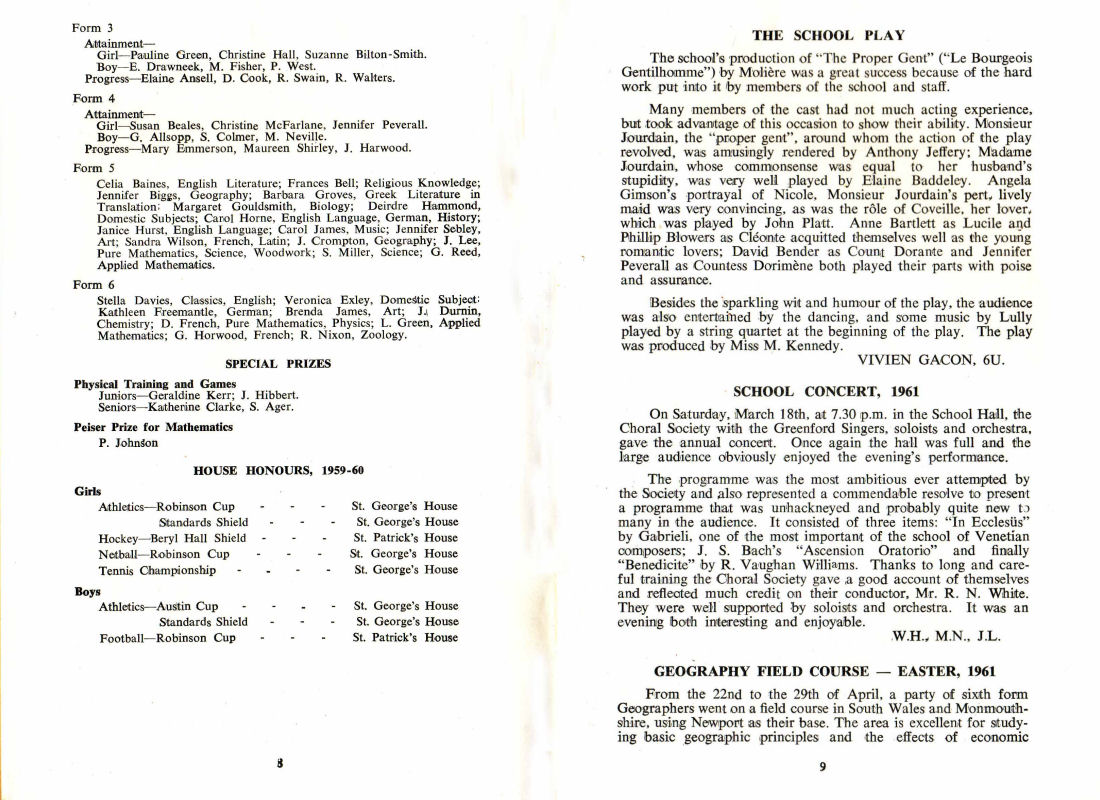 Form 3
Attainment—
Girl—Pauline Green, Christine Hall, Suzanne Bilton-Smith.
Boy—E. Drawneek, M. Fisher, P. West.
Progress—Elaine Ansell, D. Cook, R. Swain, R. Walters.
Form 4
Attainment—
Girl—Susan Beales, Christine McFarlane, Jennifer Peverall.
Boy—G. Allsopp, S. Colmer, M. Neville.
Progress—Mary Emmerson, Maureen Shirley, J. Harwood.
Form 5
Celia Baines, English Literature; Frances Bell; Religious Knowledge;
Jennifer Biggs, Geography; Barbara Groves, Greek Literature in
Translation; Margaret Gouldsmith, Biology; Deirdre Hammond,
Domestic Subjects; Carol Horne, English Language, German, History;
Janice Hurst, English Language; Carol James, Music; Jennifer Sebley,
Art; Sandra Wilson, French, Latin; J. Crompton, Geography; J. Lee,
Pure Mathematics, Science, Woodwork; S. Miller, Science; G. Reed,
Applied Mathematics.
Form 6
Stella Davies, Classics, English; Veronica Exley, Domestic Subject;
Kathleen Freemantle, German; Brenda James, Art; J. Durnin,
Chemistry; D. French, Pure Mathematics, Physics; L. Green, Applied
Mathematics; G. Horwood, French; R. Nixon, Zoology.
SPECIAL PRIZES
Physical Training and Games
Juniors—Geraldine Kerr; J. Hibbert.
Seniors—Katherine Clarke, S. Ager.
Peiser Prize for Mathematics
P. Johnson
HOUSE HONOURS, 1959-60
Girls
Athletics—Robinson Cup - - - St. George's House
Standards Shield - - - St. George's House
Hockey—Beryl Hall Shield - - - St. Patrick's House
Netball—Robinson Cup - - - St. George's House
Tennis Championship - - - - St. George's House
Boys
Athletics—Austin Cup - - - - St. George's House
Standards Shield - - - St. George's House
Football—Robinson Cup - - - St. Patrick's House
8
THE SCHOOL PLAY
The school's production of "The Proper Gent" ("Le Bourgeois
Gentilhomme") by Molière was a great success because of the hard
work put into it by members of the school and staff.
Many members of the cast had not much acting experience,
but took advantage of this occasion to show their ability. Monsieur
Jourdain, the "proper gent", around whom the action of the play
revolved, was amusingly rendered by Anthony Jeffery; Madame
Jourdain, whose commonsense was equal to her husband's
stupidity, was very well played by Elaine Baddeley. Angela
Gimson's portrayal of Nicole, Monsieur Jourdain's pert, lively
maid was very convincing, as was the rôle of Coveille, her lover,
which was played by John Platt. Anne Bartlett as Lucile and
Phillip Blowers as Cléonte acquitted themselves well as the young
romantic lovers; David Bender as Count Dorante and Jennifer
Peverall as Countess Dorimène both played their parts with poise
and assurance.
Besides the sparkling wit and humour of the play, the audience
was also entertained by the dancing, and some music by Lully
played by a string quartet at the beginning of the play. The play
was produced by Miss M. Kennedy.
VIVIEN GACON, 6U.
SCHOOL CONCERT, 1961
On Saturday, March 18th, at 7.30 p.m. in the School Hall, the
Choral Society with the Greenford Singers, soloists and orchestra,
gave the annual concert. Once again the hall was full and the
large audience obviously enjoyed the evening's performance.
The programme was the most ambitious ever attempted by
the Society and also represented a commendable resolve to present
a programme that was unhackneyed and probably quite new to
many in the audience. It consisted of three items: "In Ecclesiis"
by Gabrieli, one of the most important of the school of Venetian
composers; J. S. Bach's "Ascension Oratorio" and finally
"Benedicite" by R. Vaughan Williams. Thanks to long and care-
ful training the Choral Society gave a good account of themselves
and reflected much credit on their conductor, Mr. R. N. White.
They were well supported by soloists and orchestra. It was an
evening both interesting and enjoyable.
W.H., M.N., J.L.
GEOGRAPHY FIELD COURSE — EASTER, 1961
From the 22nd to the 29th of April, a party of sixth form
Geographers went on a field course in South Wales and Monmouth-
shire, using Newport as their base. The area is excellent for study-
ing basic geographic principles and the effects of economic
9